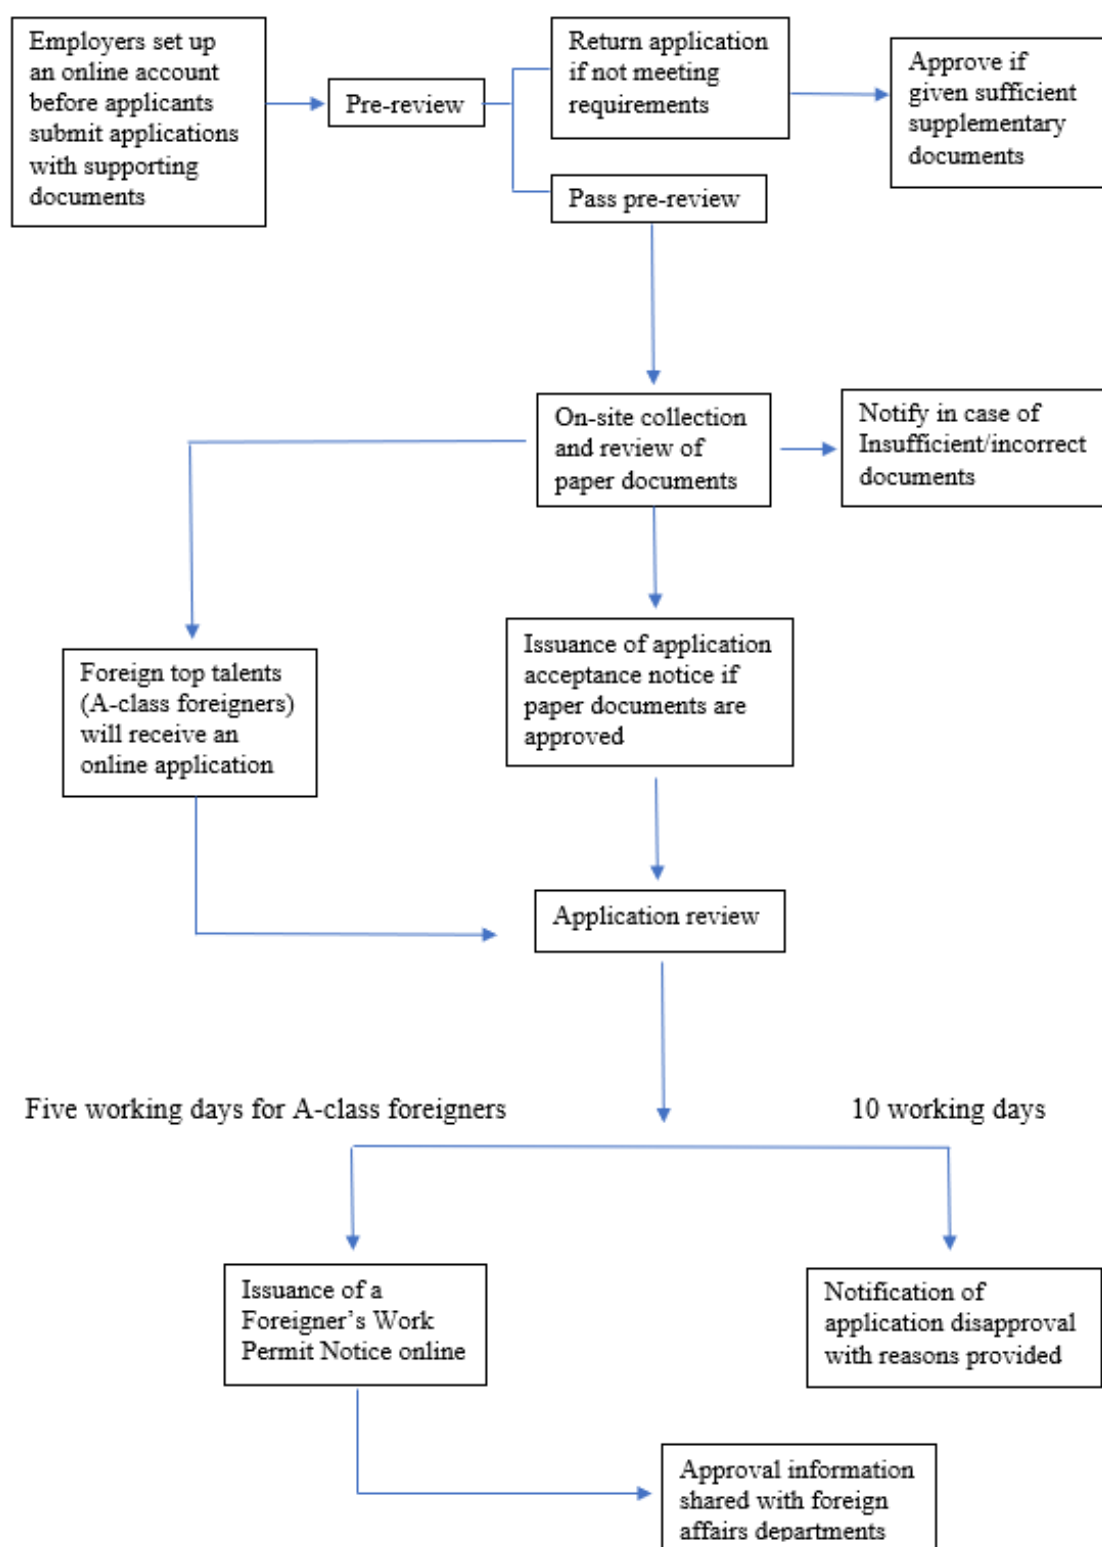 Employers set up
an online account
before applicants
submit applications
with supporting
documents
Pre-review
Return application
if not meeting
requirements
Approve if
given sufficient
supplementary
documents
Pass pre-review
On-site collection
and review of
paper documents
Notify in case of
Insufficient/incorrect
documents
Foreign top talents
(A-class foreigners)
will receive an
online application
Issuance of application
acceptance notice if
paper documents are
approved
Application review
Five working days for A-class foreigners
10 working days
Issuance of a
Foreigner’s Work
Permit Notice online
Notification of
application disapproval
with reasons provided
Approval information
shared with foreign
affairs departments